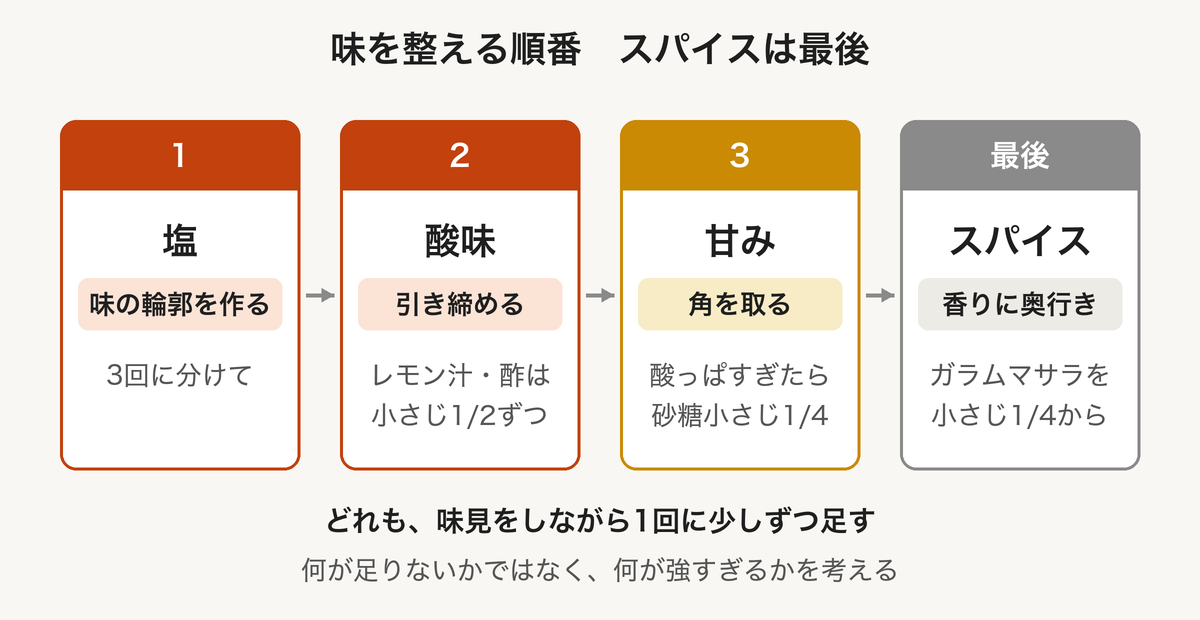 味を整える順番　スパイスは最後
1
塩
味の輪郭を作る
3回に分けて
2
酸味
引き締める
レモン汁・酢は
小さじ1/2ずつ
3
甘み
角を取る
酸っぱすぎたら
砂糖小さじ1/4
最後
スパイス
香りに奥行き
ガラムマサラを
小さじ1/4から
どれも、味見をしながら1回に少しずつ足す
何が足りないかではなく、何が強すぎるかを考える